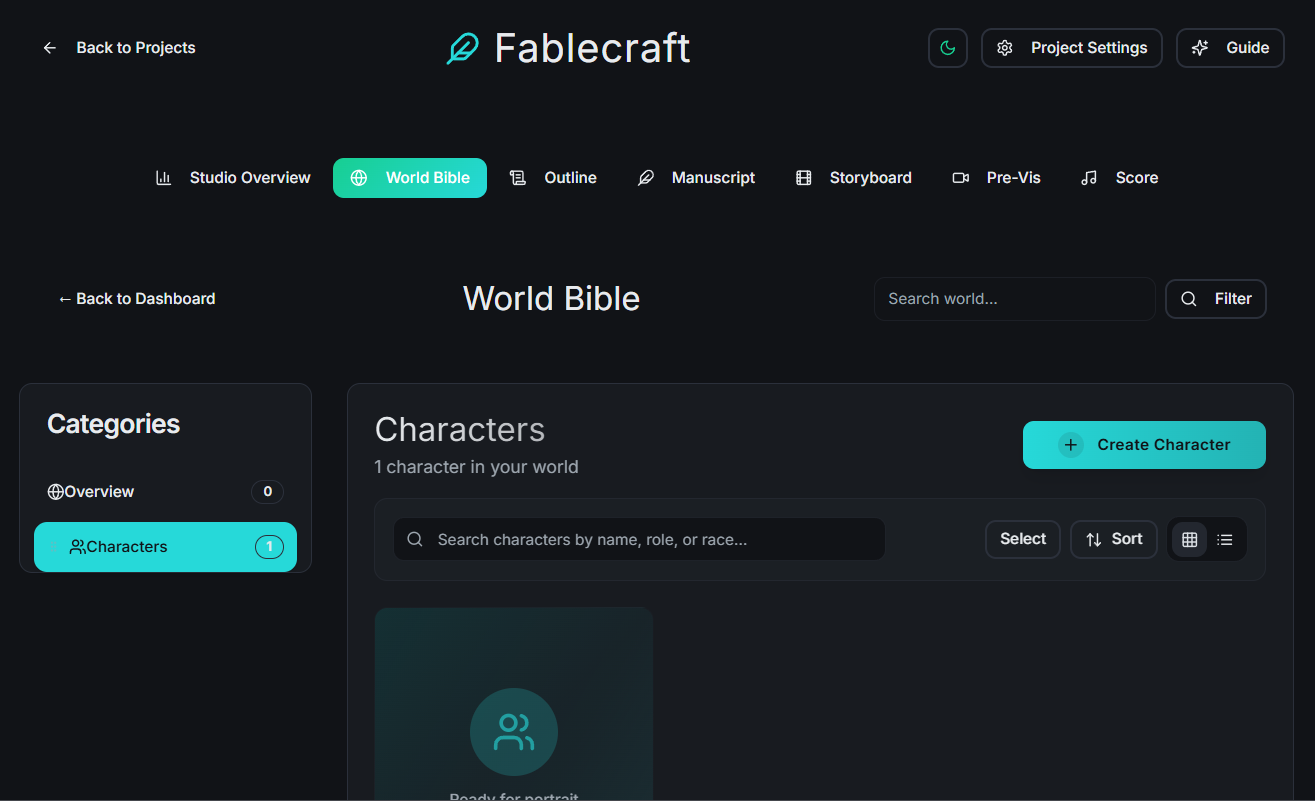 Back to Projects
Fablecraft
Project Settings
Guide
Studio Overview
World Bible
Outline
Manuscript
Storyboard
Pre-Vis
Score
← Back to Dashboard
World Bible
Search world...
Filter
Categories
Overview
0
Characters
1
Characters
1 character in your world
Create Character
Search characters by name, role, or race...
Select
Sort
Ready for portrait